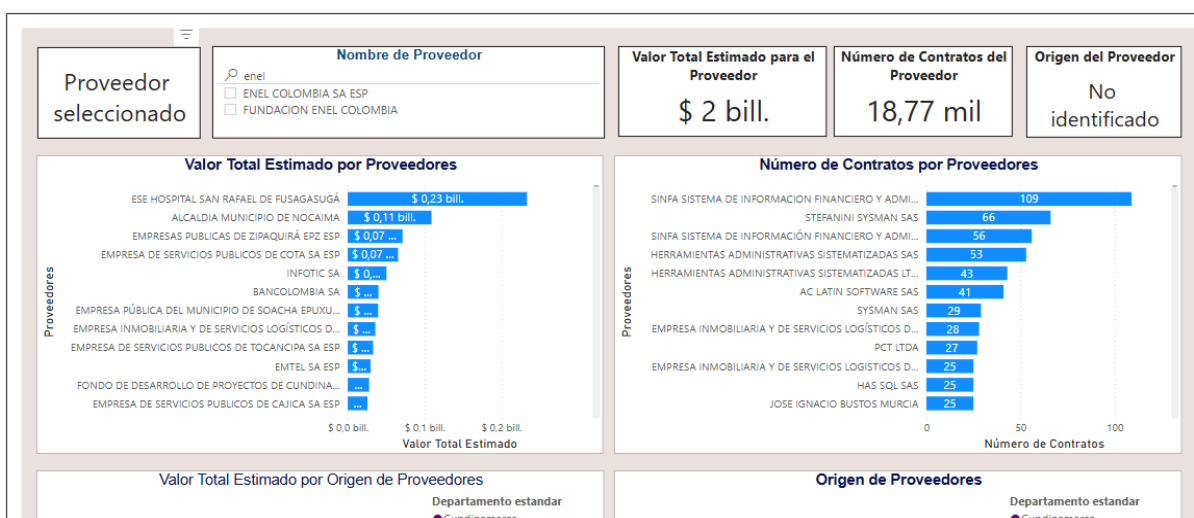 Proveedor
seleccionado
Nombre de Proveedor
enel
ENEL COLOMBIA SA ESP
FUNDACION ENEL COLOMBIA
Valor Total Estimado para el
Proveedor
$ 2 bill.
Número de Contratos del
Proveedor
18,77 mil
Origen del Proveedor
No
identificado
Valor Total Estimado por Proveedores
Proveedores
ESE HOSPITAL SAN RAFAEL DE FUSAGASUGÁ $ 0,23 bill.
ALCALDIA MUNICIPIO DE NOCAIMA $ 0,11 bill.
EMPRESAS PUBLICAS DE ZIPAQUIRÁ EPZ ESP $ 0,07 ...
EMPRESA DE SERVICIOS PUBLICOS DE COTA SA ESP $ 0,07 ...
INFOTIC SA $ 0,...
BANCOLOMBIA SA $ ...
EMPRESA PÚBLICA DEL MUNICIPIO DE SOACHA EPUXU... $ ...
EMPRESA INMOBILIARIA Y DE SERVICIOS LOGÍSTICOS D... $ ...
EMPRESA DE SERVICIOS PUBLICOS DE TOCANCIPA SA ESP $ ...
EMTEL SA ESP $...
FONDO DE DESARROLLO DE PROYECTOS DE CUNDINA... ...
EMPRESA DE SERVICIOS PUBLICOS DE CAJICA SA ESP ...
$ 0,0 bill. $ 0,1 bill. $ 0,2 bill.
Valor Total Estimado
Número de Contratos por Proveedores
Proveedores
SINFA SISTEMA DE INFORMACION FINANCIERO Y ADMI... 109
STEFANINI SYSMAN SAS 66
SINFA SISTEMA DE INFORMACIÓN FINANCIERO Y ADMI... 56
HERRAMIENTAS ADMINISTRATIVAS SISTEMATIZADAS SAS 53
HERRAMIENTAS ADMINISTRATIVAS SISTEMATIZADAS LT... 43
AC LATIN SOFTWARE SAS 41
SYSMAN SAS 29
EMPRESA INMOBILIARIA Y DE SERVICIOS LOGÍSTICOS D... 28
PCT LTDA 27
EMPRESA INMOBILIARIA Y DE SERVICIOS LOGISTICOS D... 25
HAS SQL SAS 25
JOSE IGNACIO BUSTOS MURCIA 25
0 50 100
Número de Contratos
Valor Total Estimado por Origen de Proveedores
Departamento estandar
Origen de Proveedores
Departamento estandar